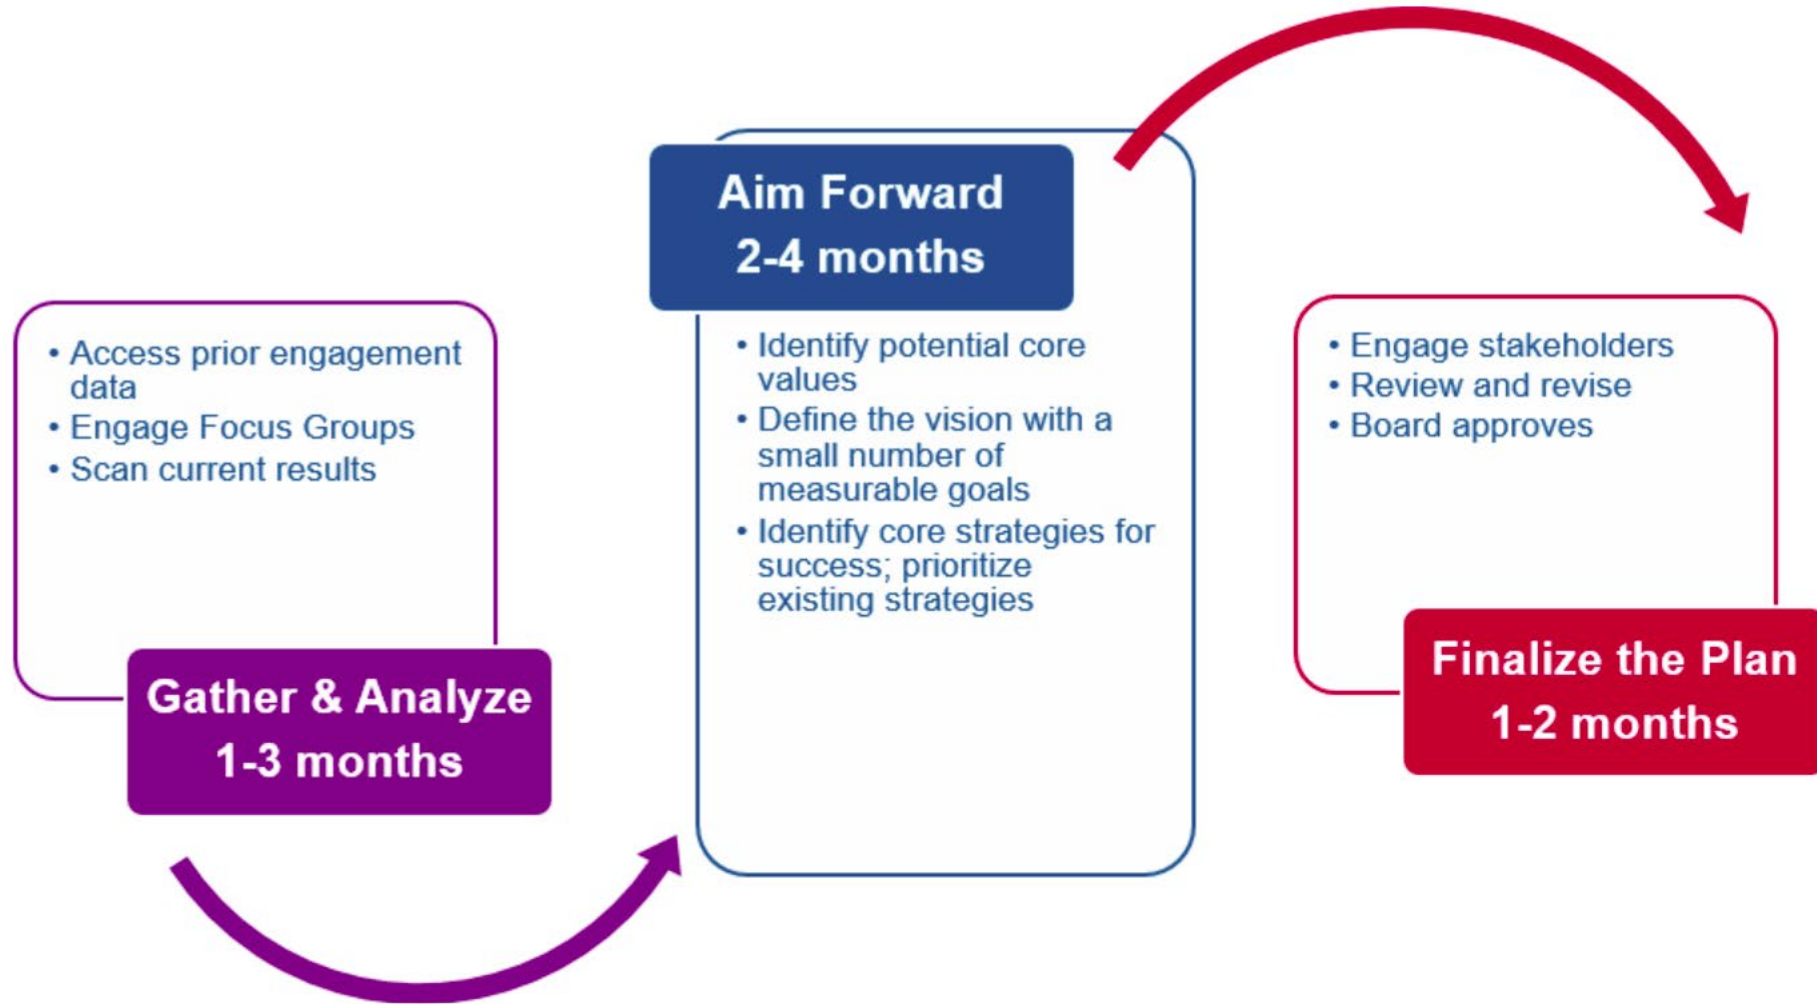 • Access prior engagement
data
• Engage Focus Groups
• Scan current results
Gather & Analyze
1-3 months
Aim Forward
2-4 months
• Identify potential core
values
• Define the vision with a
small number of
measurable goals
• Identify core strategies for
success; prioritize
existing strategies
• Engage stakeholders
• Review and revise
• Board approves
Finalize the Plan
1-2 months